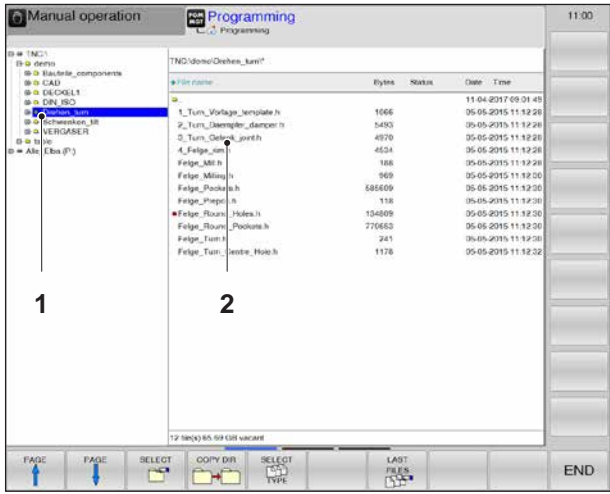 Manual operation
PGM MGT
Programming
Programming
11:00
TNC:\
demo
Bauteile_components
CAD
DECKEL1
DIN_ISO
Drehen_turn
Schwenken_tilt
VERGASER
table
TNC:\demo\Drehen_turn\*
File name Bytes Status Date Time
.. 11-04-2017 09:01:49
1_Turn_Vorlage_template.h 1066 05-05-2015 11:12:28
2_Turn_Daempfer_damper.h 5493 05-05-2015 11:12:28
3_Turn_Gelenk_joint.h 4970 05-05-2015 11:12:28
4_Felge_rim.h 4534 05-05-2015 11:12:28
Felge_Mill.h 188 05-05-2015 11:12:30
Felge_Milling.h 969 05-05-2015 11:12:30
Felge_Pockets.h 585609 05-05-2015 11:12:30
Felge_Prepos.h 118 05-05-2015 11:12:30
Felge_Round_Holes.h 134809 05-05-2015 11:12:30
Felge_Round_Pockets.h 770653 05-05-2015 11:12:30
Felge_Turn.h 241 05-05-2015 11:12:30
Felge_Turn_Centre_Hole.h 1178 05-05-2015 11:12:32
1
2
12 file(s) GB vacant
PAGE
PAGE
SELECT
COPY DIR
SELECT TYPE
LAST FILES
END